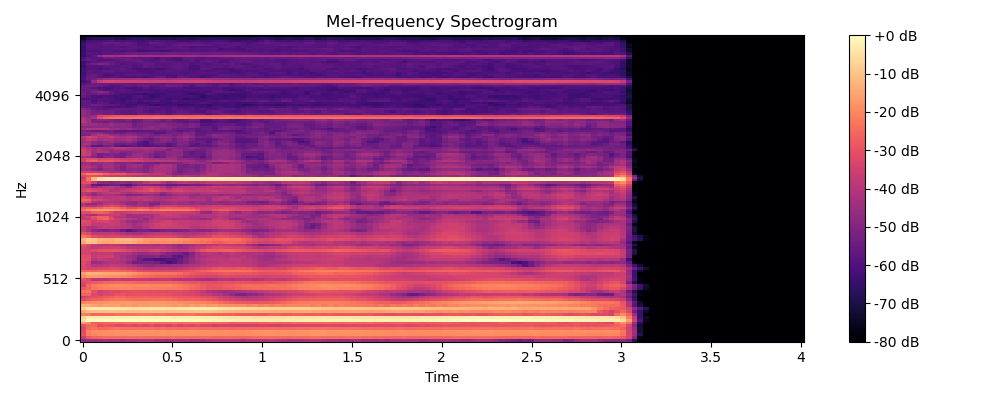 Mel-frequency Spectrogram
Hz
4096
2048
1024
512
0
0
0.5
1
1.5
2
2.5
3
3.5
4
Time
+0 dB
-10 dB
-20 dB
-30 dB
-40 dB
-50 dB
-60 dB
-70 dB
-80 dB